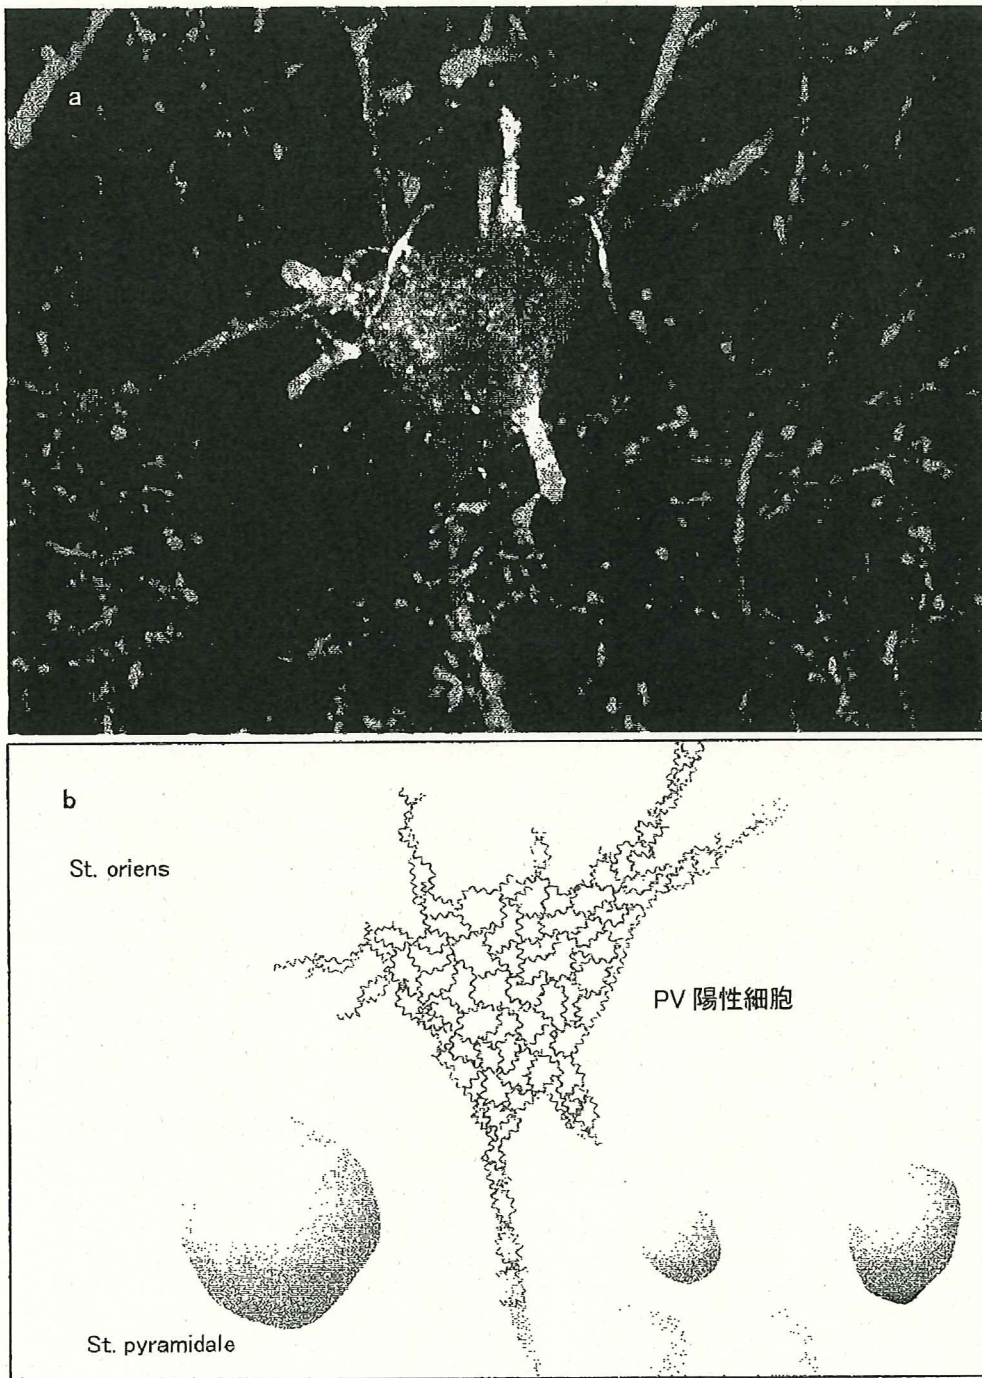 a
b
St. oriens
PV 陽性細胞
St. pyramidale